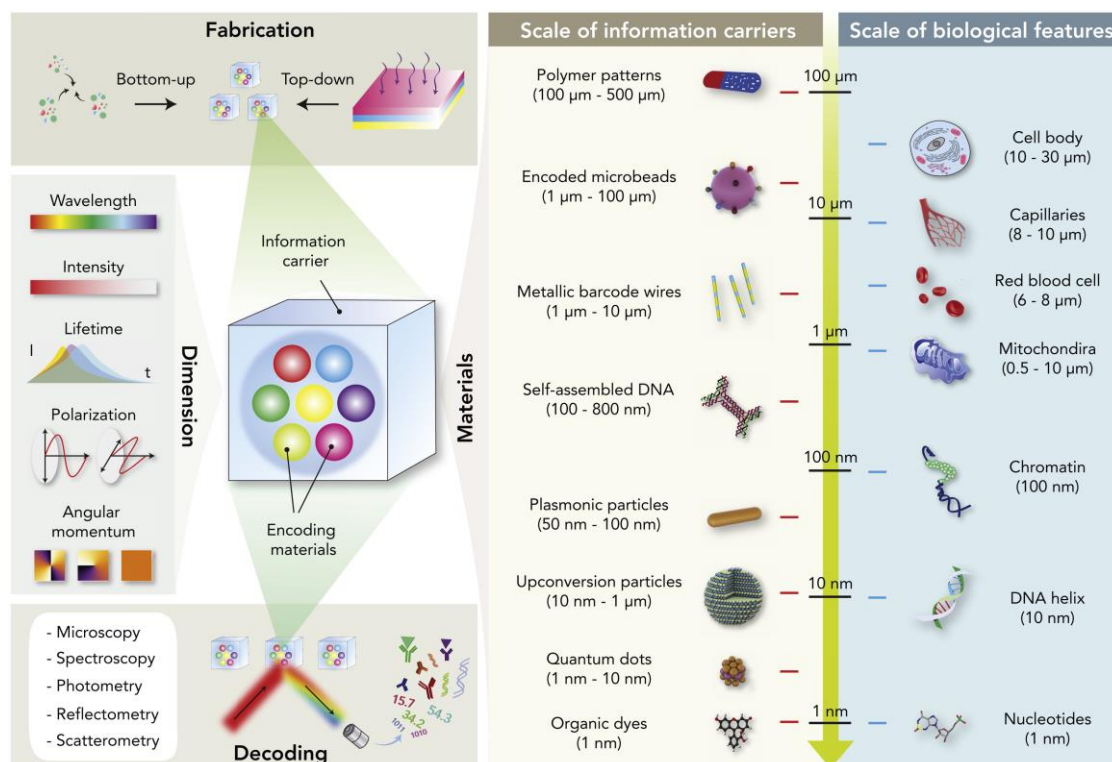 Fabrication
Bottom-up
Top-down
Wavelength
Intensity
Lifetime
I
t
Polarization
Angular
momentum
Dimension
Information
carrier
Encoding
materials
Materials
- Microscopy
- Spectroscopy
- Photometry
- Reflectometry
- Scatterometry
15.7
34.2
54.3
1011
1010
Decoding
Scale of information carriers
Polymer patterns
(100 µm - 500 µm)
Encoded microbeads
(1 µm - 100 µm)
Metallic barcode wires
(1 µm - 10 µm)
Self-assembled DNA
(100 - 800 nm)
Plasmonic particles
(50 nm - 100 nm)
Upconversion particles
(10 nm - 1 µm)
Quantum dots
(1 nm - 10 nm)
Organic dyes
(1 nm)
100 µm
10 µm
1 µm
100 nm
10 nm
1 nm
Scale of biological features
Cell body
(10 - 30 µm)
Capillaries
(8 - 10 µm)
Red blood cell
(6 - 8 µm)
Mitochondira
(0.5 - 10 µm)
Chromatin
(100 nm)
DNA helix
(10 nm)
Nucleotides
(1 nm)